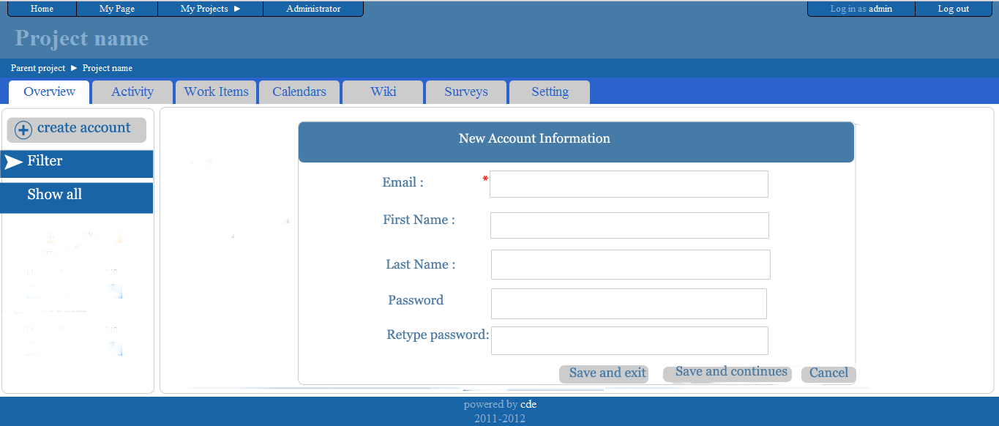 Home My Page My Projects ► Administrator Log in as admin Log out
Project name
Parent project ► Project name
Overview Activity Work Items Calendars Wiki Surveys Setting
create account
Filter
Show all
New Account Information
Email : *
First Name :
Last Name :
Password
Retype password:
Save and exit Save and continues Cancel
powered by cde
2011-2012